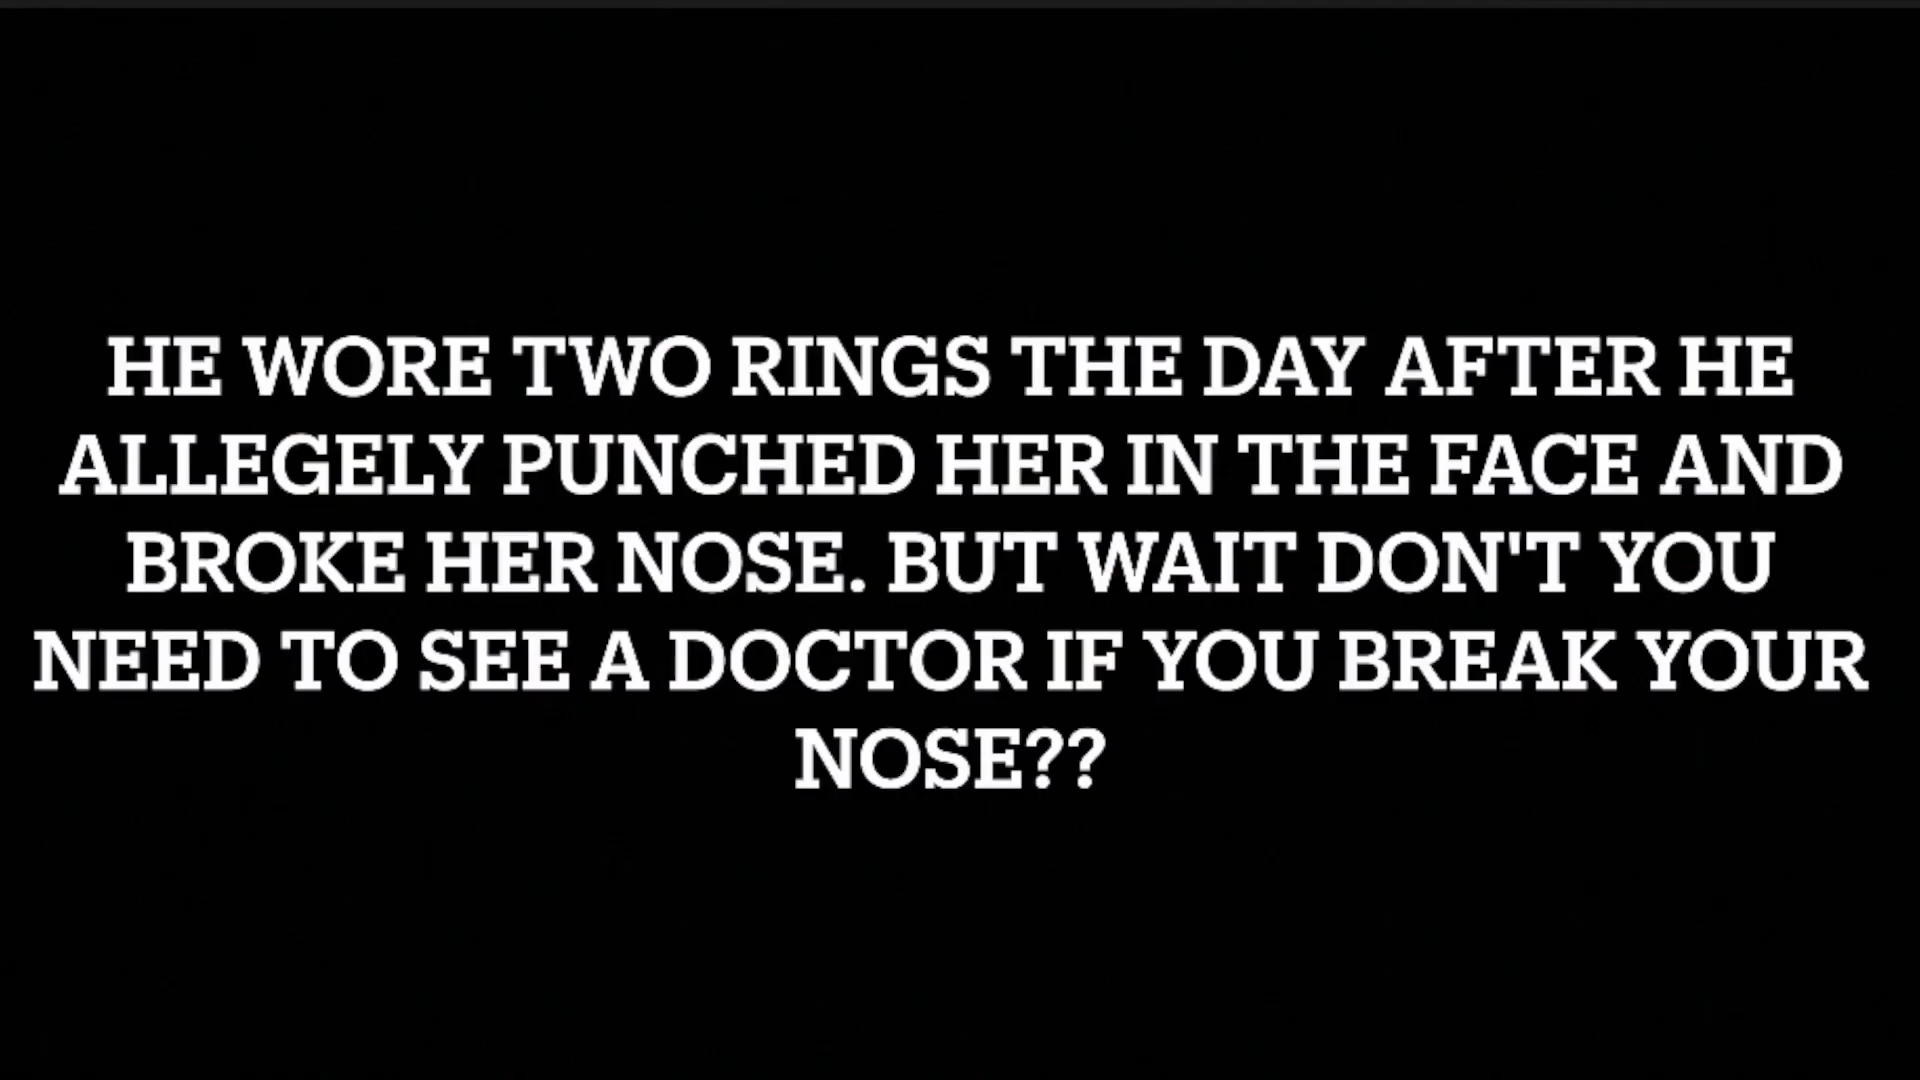 HE WORE TWO RINGS THE DAY AFTER HE
ALLEGELY PUNCHED HER IN THE FACE AND
BROKE HER NOSE. BUT WAIT DON'T YOU
NEED TO SEE A DOCTOR IF YOU BREAK YOUR
NOSE??